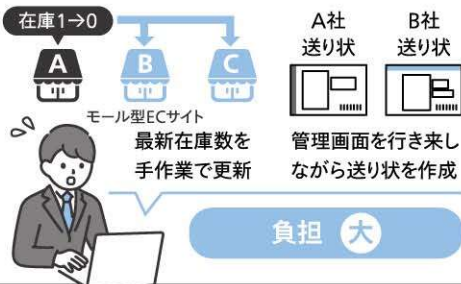 在庫1→0
A
B
C
モール型ECサイト
最新在庫数を
手作業で更新
A社
送り状
B社
送り状
管理画面を行き来し
ながら送り状を作成
負担 大